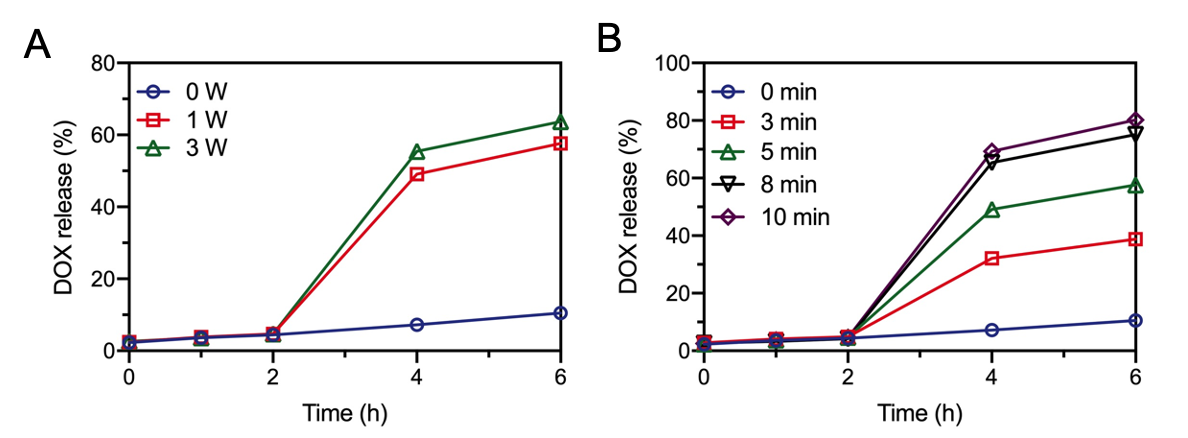 A
DOX release (%)
80
60
40
20
0
0 W
1 W
3 W
0 2 4 6
Time (h)
B
DOX release (%)
100
80
60
40
20
0
0 min
3 min
5 min
8 min
10 min
0 2 4 6
Time (h)